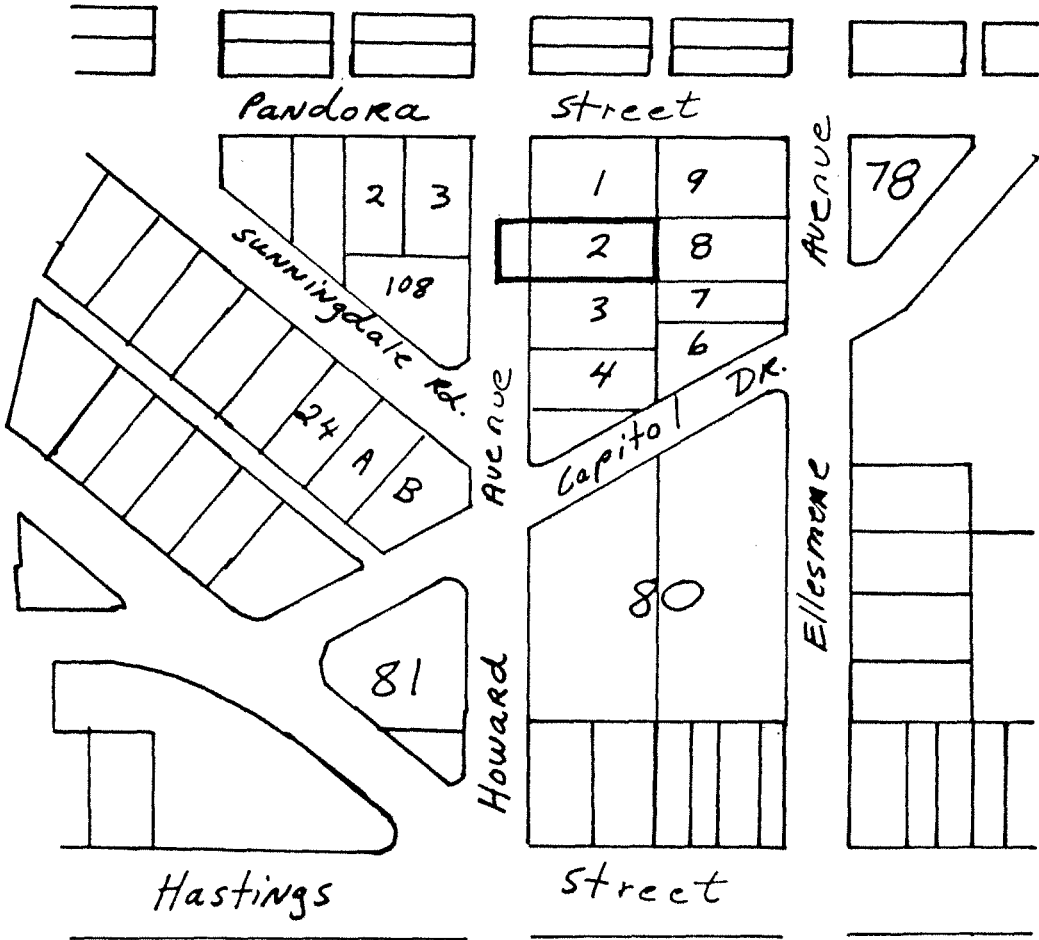 Pandora Street
Avenue
78
2 3
1 9
2 8
108
3 7
6
4
Sunningdale Rd.
Capitol DR.
Avenue
24 A B
80
Ellesmere
81
Howard
Hastings Street